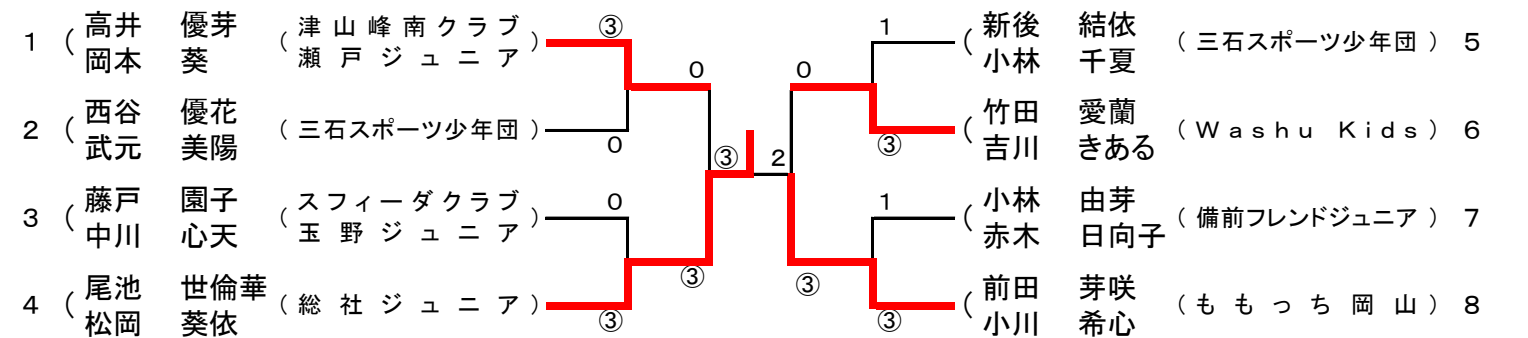 1 ( 高井 優芽 ( 津山峰南クラブ ) ③
岡本 葵 瀬戸ジュニア
0
2 ( 西谷 優花 ( 三石スポーツ少年団 ) 0
武元 美陽
③
3 ( 藤戸 園子 ( スフィーダクラブ ) 0
中川 心天 玉野ジュニア
③
4 ( 尾池 世倫華 ( 総社ジュニア ) ③
松岡 葵依
1 ( 新後 結依 ( 三石スポーツ少年団 ) 5
小林 千夏
0
③ ( 竹田 愛蘭 ( Washu Kids ) 6
吉川 きある
2
1 ( 小林 由芽 ( 備前フレンドジュニア ) 7
赤木 日向子
③
③ ( 前田 芽咲 ( ももっち岡山 ) 8
小川 希心